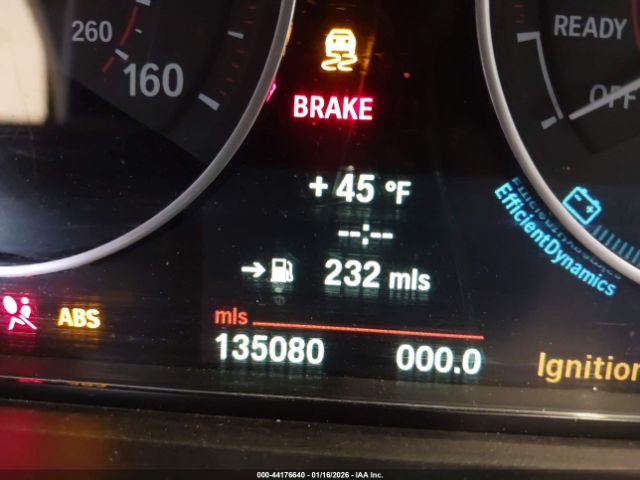 260
160
BRAKE
+45 °F
--:--
232 mls
ABS
mls
135080 000.0
READY
OFF
EfficientDynamics
Ignition
000-44176640 - 01/16/2026 - IAA Inc.